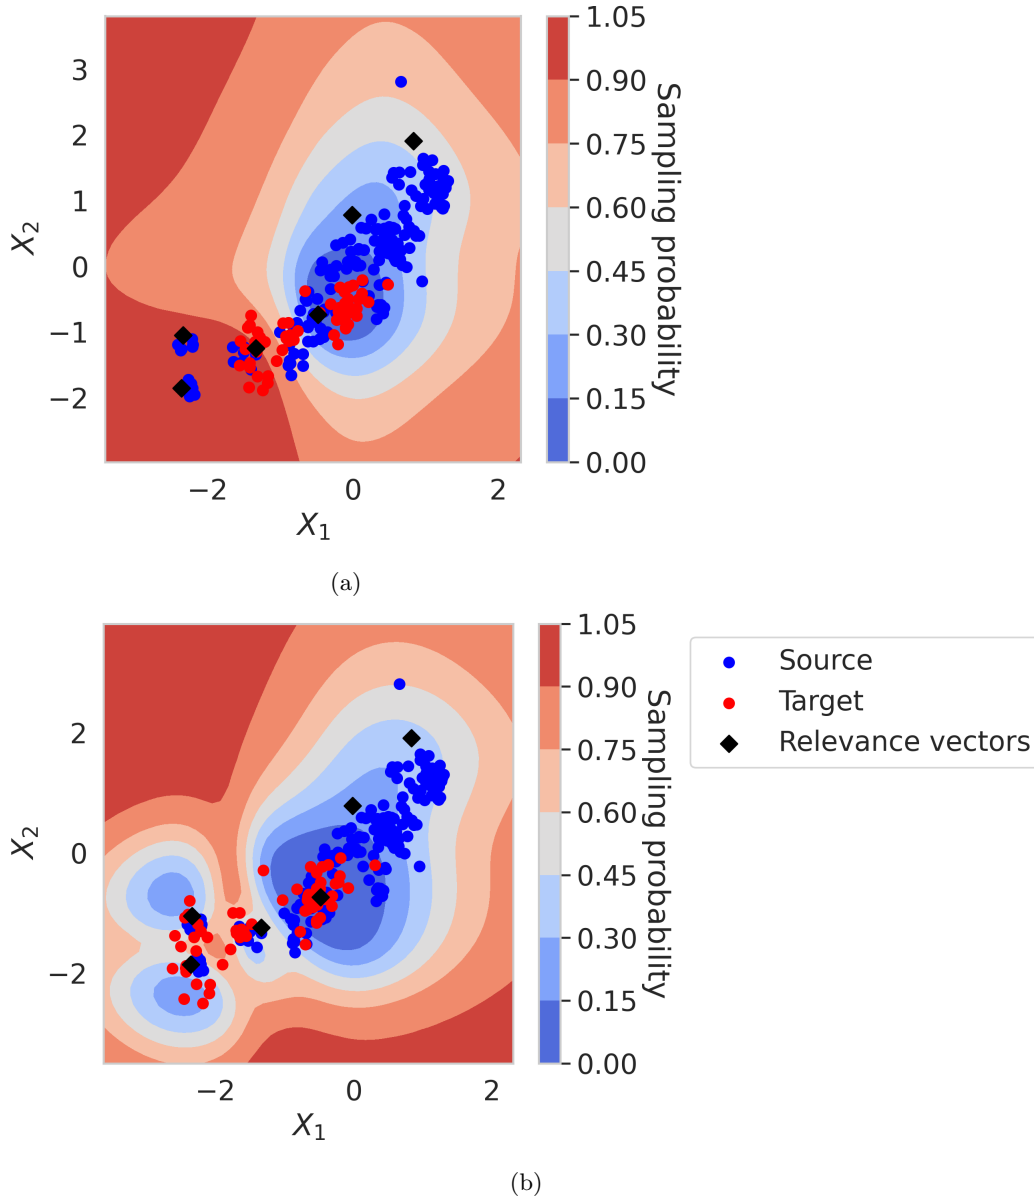 1.05
0.90
0.75
0.60
0.45
0.30
0.15
0.00
Sampling probability
3
2
1
0
−1
−2
X2
−2 0 2
X1
(a)
1.05
0.90
0.75
0.60
0.45
0.30
0.15
0.00
Sampling probability
2
0
−2
X2
−2 0 2
X1
Source
Target
Relevance vectors
(b)